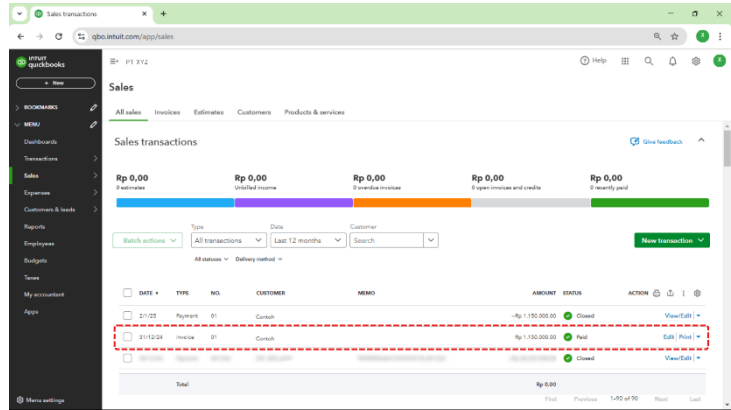 Sales transactions
qbo.intuit.com/app/sales
INTUIT quickbooks
PT XYZ
Help
+ New
BOOKMARKS
MENU
Dashboards
Transactions
Sales
Expenses
Customers & leads
Reports
Employees
Budgets
Taxes
My accountant
Apps
Menu settings
Sales
All sales Invoices Estimates Customers Products & services
Sales transactions
Give feedback
Rp 0,00 Rp 0,00 Rp 0,00 Rp 0,00 Rp 0,00
0 estimates Unbilled income 0 overdue invoices 0 open invoices and credits 0 recently paid
Type Date Customer
Batch actions All transactions Last 12 months Search New transaction
All statuses Delivery method
DATE TYPE NO. CUSTOMER MEMO AMOUNT STATUS ACTION
2/1/25 Payment 01 Contoh -Rp 1.150.000.00 Closed View/Edit
31/12/24 Invoice 01 Contoh Rp 1.150.000.00 Paid Edit Print
Closed View/Edit
Total Rp 0,00
First Previous 1-90 of 90 Next Last